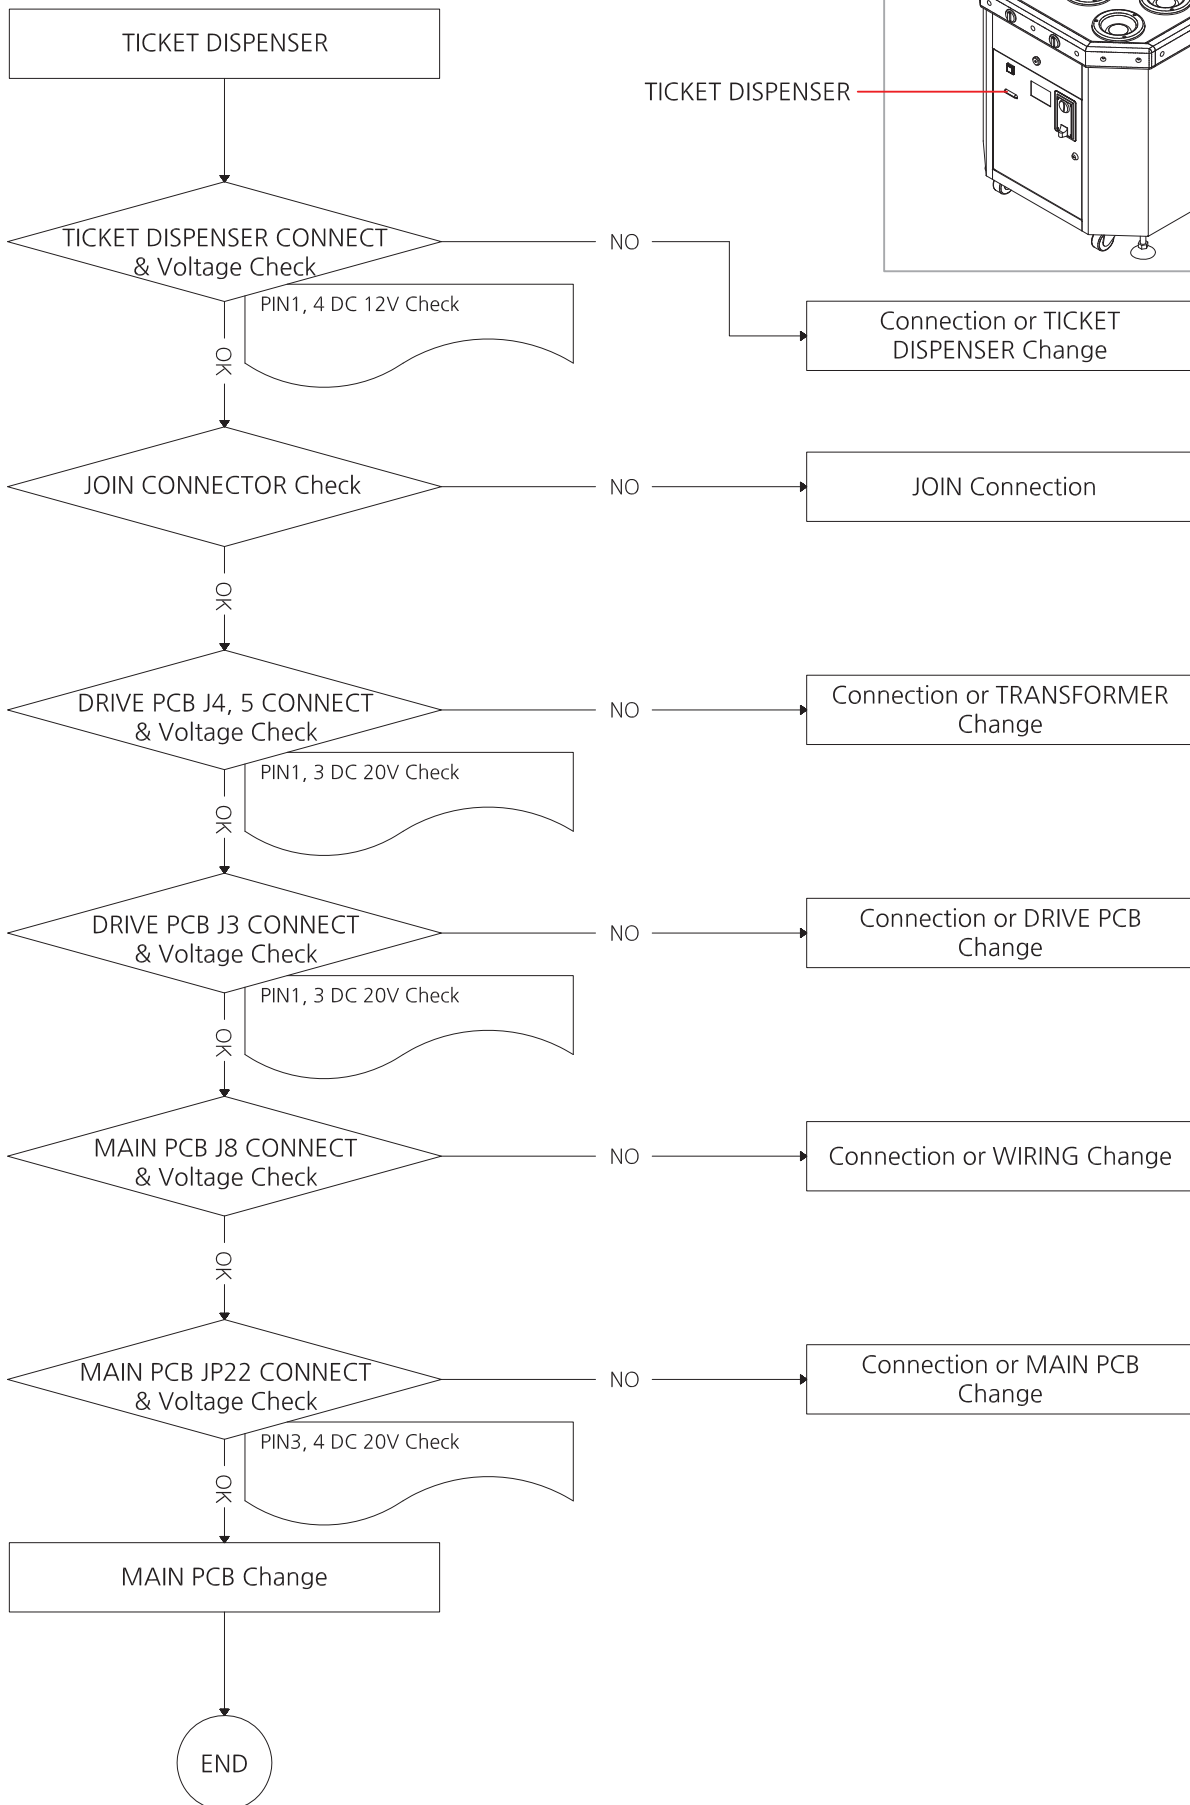 TICKET DISPENSER
TICKET DISPENSER
TICKET DISPENSER CONNECT
& Voltage Check
NO
PIN1, 4 DC 12V Check
Connection or TICKET
DISPENSER Change
OK
JOIN CONNECTOR Check
NO
JOIN Connection
OK
DRIVE PCB J4, 5 CONNECT
& Voltage Check
NO
Connection or TRANSFORMER
Change
PIN1, 3 DC 20V Check
OK
DRIVE PCB J3 CONNECT
& Voltage Check
NO
Connection or DRIVE PCB
Change
PIN1, 3 DC 20V Check
OK
MAIN PCB J8 CONNECT
& Voltage Check
NO
Connection or WIRING Change
OK
MAIN PCB JP22 CONNECT
& Voltage Check
NO
Connection or MAIN PCB
Change
PIN3, 4 DC 20V Check
OK
MAIN PCB Change
END